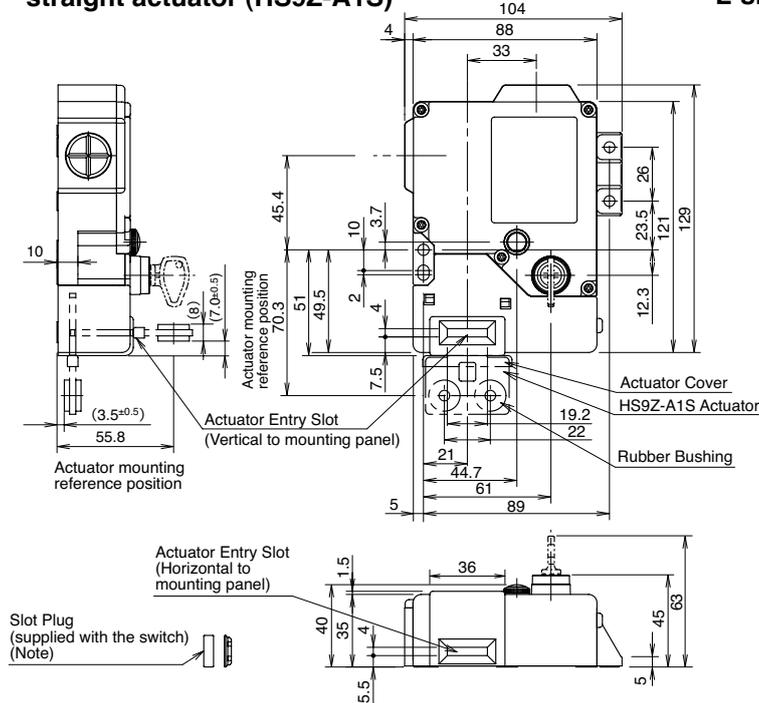 straight actuator (HS9Z-A1S)
104
4
88
33
45.4
10
3.7
26
23.5
121
129
10
(8)
(7.0±0.5)
Actuator mounting
reference position
70.3
51
49.5
2
4
7.5
12.3
Actuator Cover
HS9Z-A1S Actuator
(3.5±0.5)
55.8
Actuator Entry Slot
(Vertical to mounting panel)
19.2
22
Rubber Bushing
Actuator mounting
reference position
21
44.7
61
5
89
Actuator Entry Slot
(Horizontal to
mounting panel)
1.5
36
40
35
4
5.5
45
63
5
Slot Plug
(supplied with the switch)
(Note)